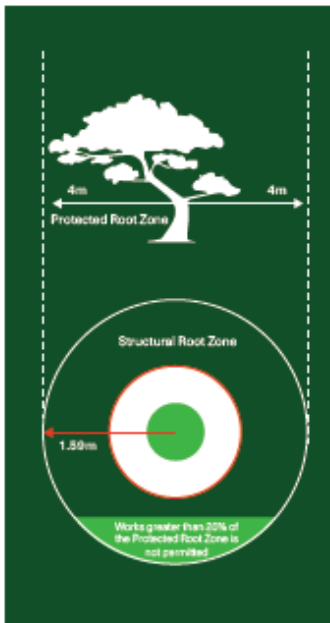 4m 4m
Protected Root Zone
Structural Root Zone
1.59m
Works greater than 20% of
the Protected Root Zone is
not permitted